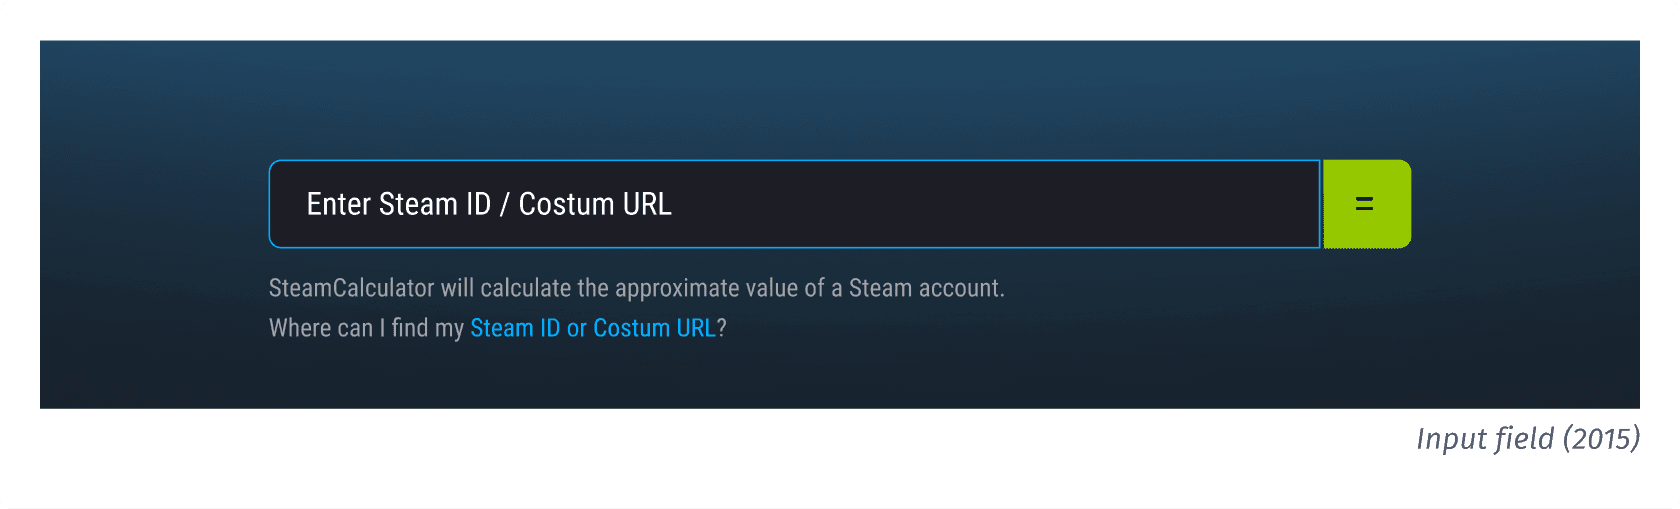 Enter Steam ID / Costum URL
=
SteamCalculator will calculate the approximate value of a Steam account.
Where can I find my Steam ID or Costum URL?
Input field (2015)